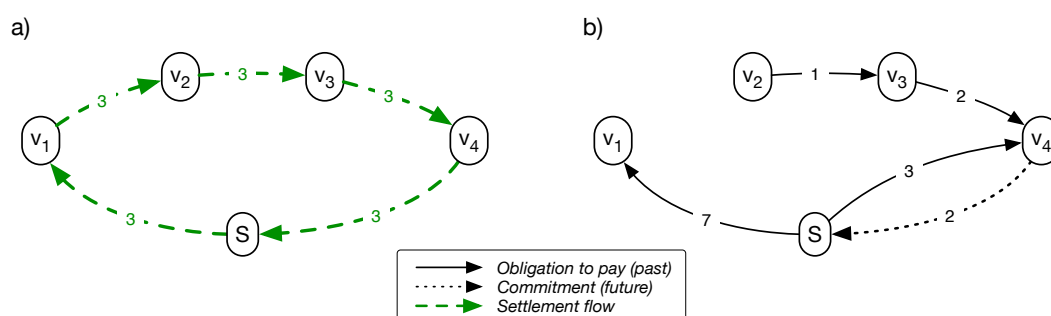 a)
b)
v2
3
v3
3
3
v1
v4
3
S
3
v2
1
v3
2
v1
v4
3
7
S
2
Obligation to pay (past)
Commitment (future)
Settlement flow